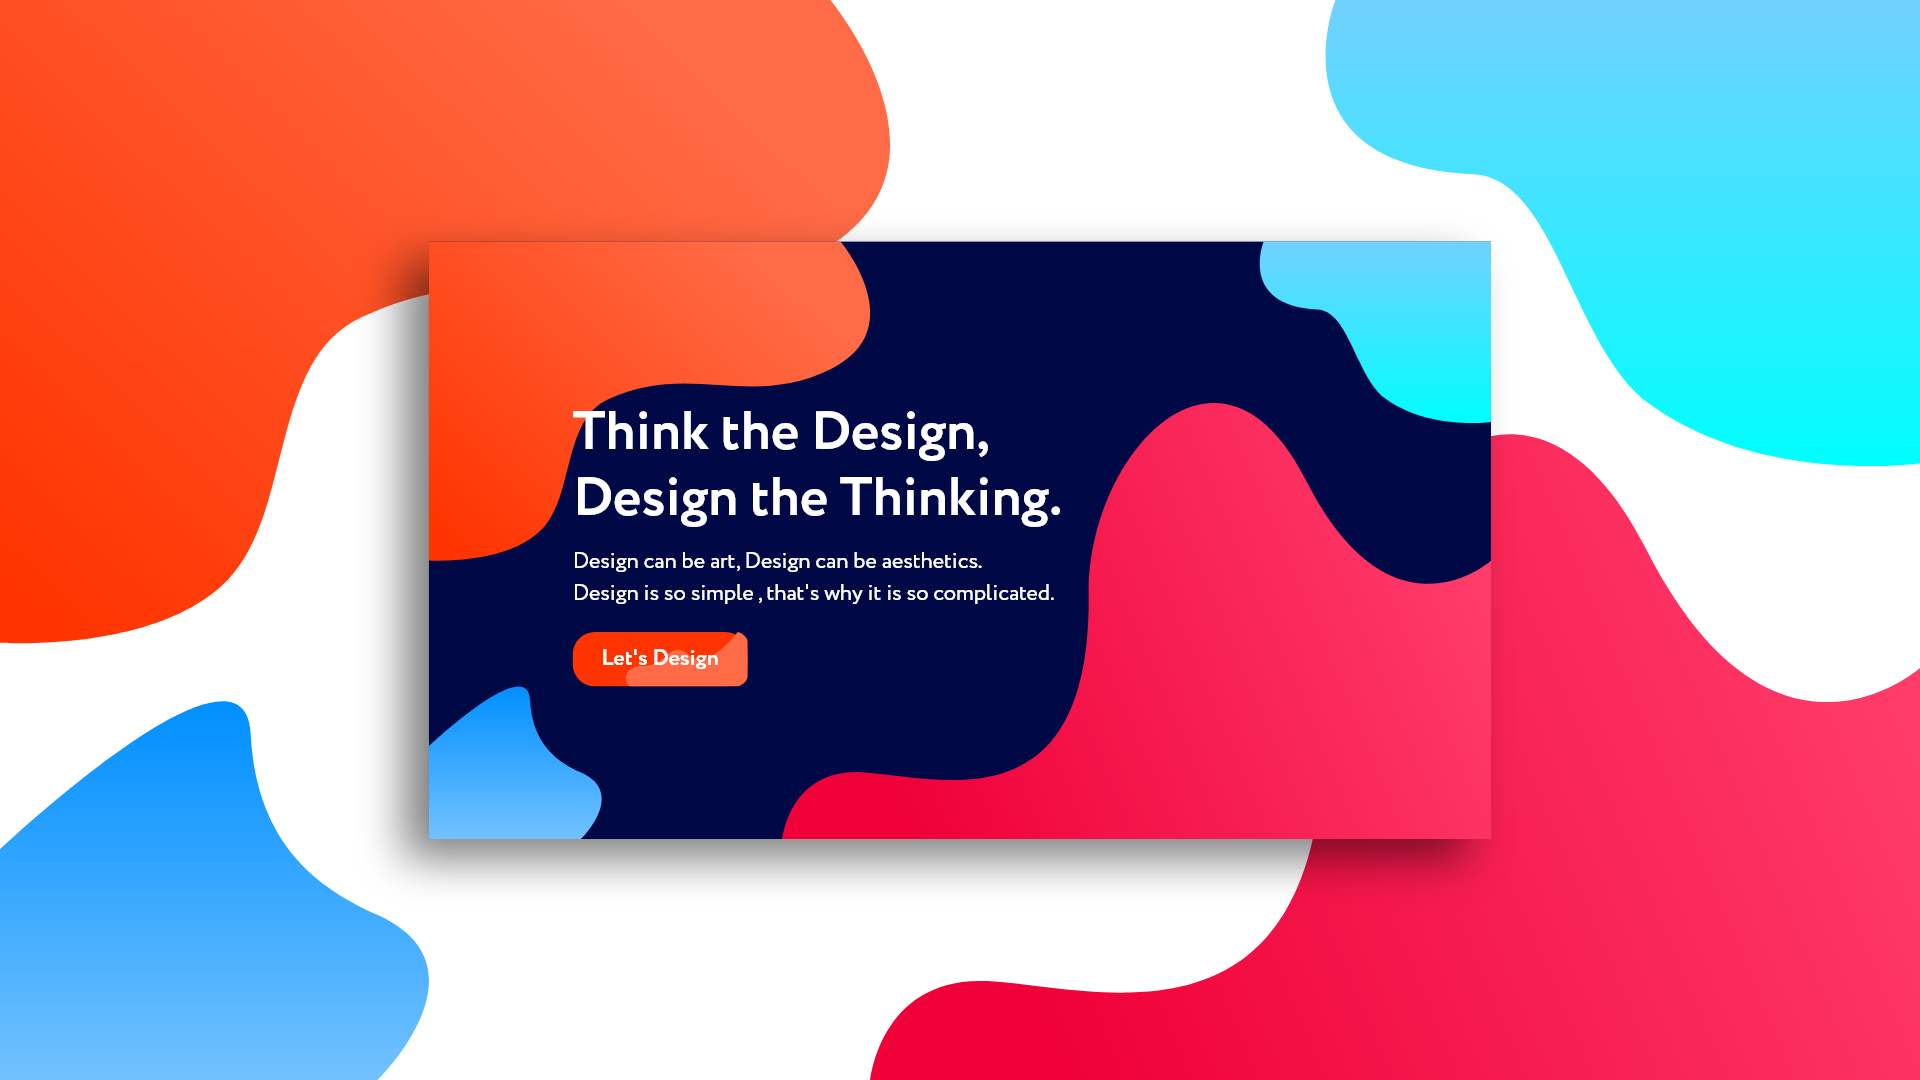 Think the Design,
Design the Thinking.
Design can be art, Design can be aesthetics.
Design is so simple , that's why it is so complicated.
Let's Design